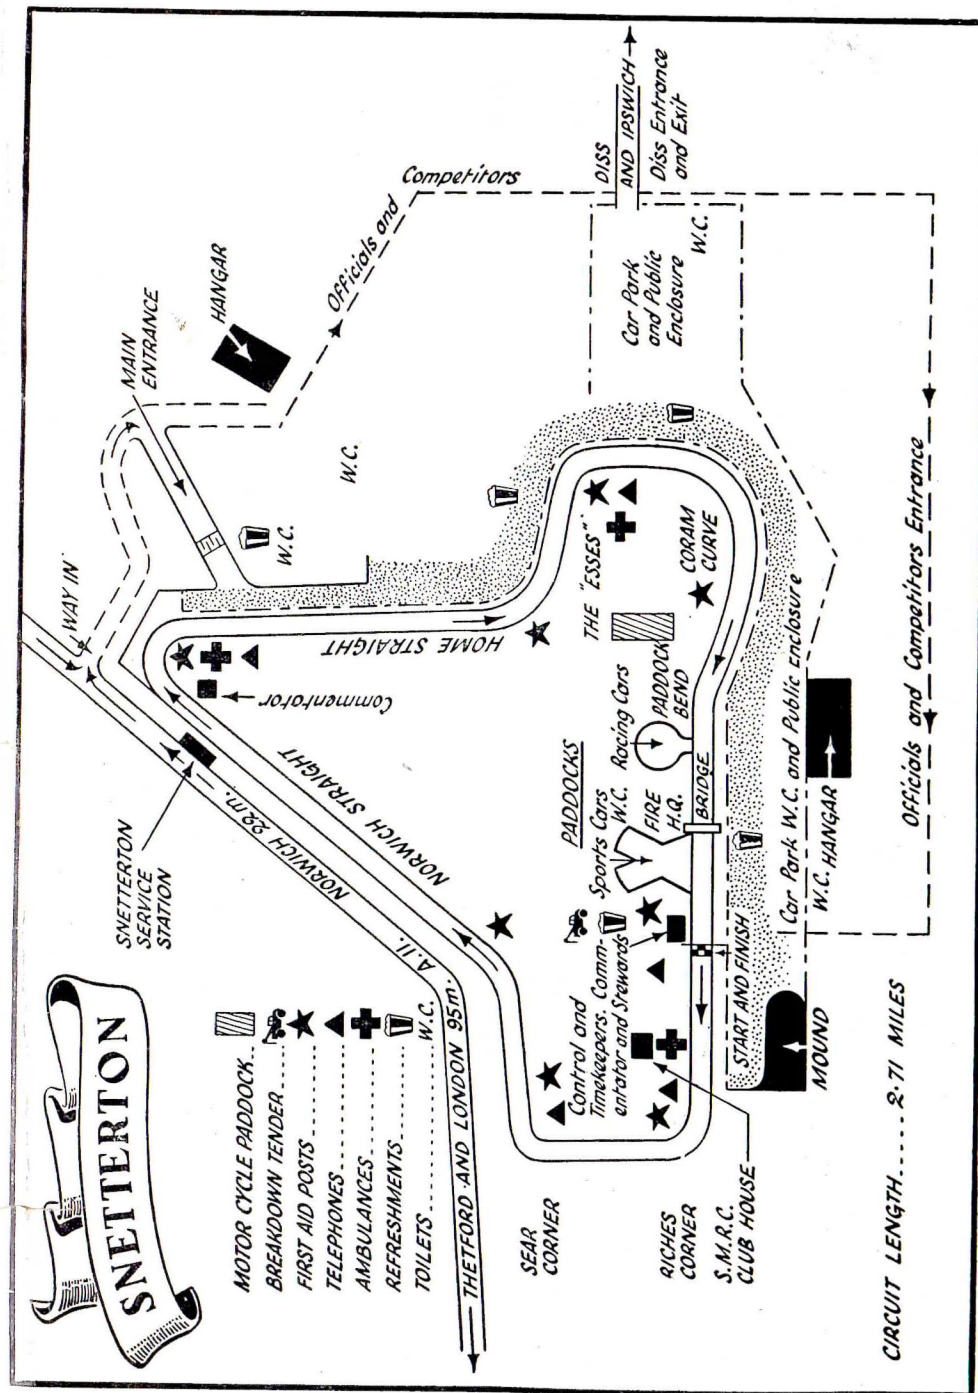 SNETTERTON
MOTOR CYCLE PADDOCK
BREAKDOWN TENDER
FIRST AID POSTS
TELEPHONES
AMBULANCES
REFRESHMENTS
TOILETS
W.C.
SNETTERTON
SERVICE
STATION
WAY IN
MAIN
ENTRANCE
HANGAR
Officials and
Competitors
THETFORD AND LONDON 95m.
A.11.
NORWICH 22m.
NORWICH STRAIGHT
Commentator
W.C.
W.C.
HOME STRAIGHT
DISS
AND IPSWICH
Diss Entrance
and Exit
Car Park
and Public
Enclosure
W.C.
SEAR
CORNER
Control and
Timekeepers. Comm-
entator and Stewards
PADDOCKS
Sports Cars
Racing Cars
W.C.
FIRE
H.Q.
PADDOCK
BEND
THE "ESSES".
CORAM
CURVE
BRIDGE
RICHES
CORNER
S.M.R.C.
CLUB HOUSE
START AND FINISH
MOUND
Car Park W.C. and Public Enclosure
W.C.
HANGAR
Officials and Competitors Entrance
CIRCUIT LENGTH..... 2.71 MILES